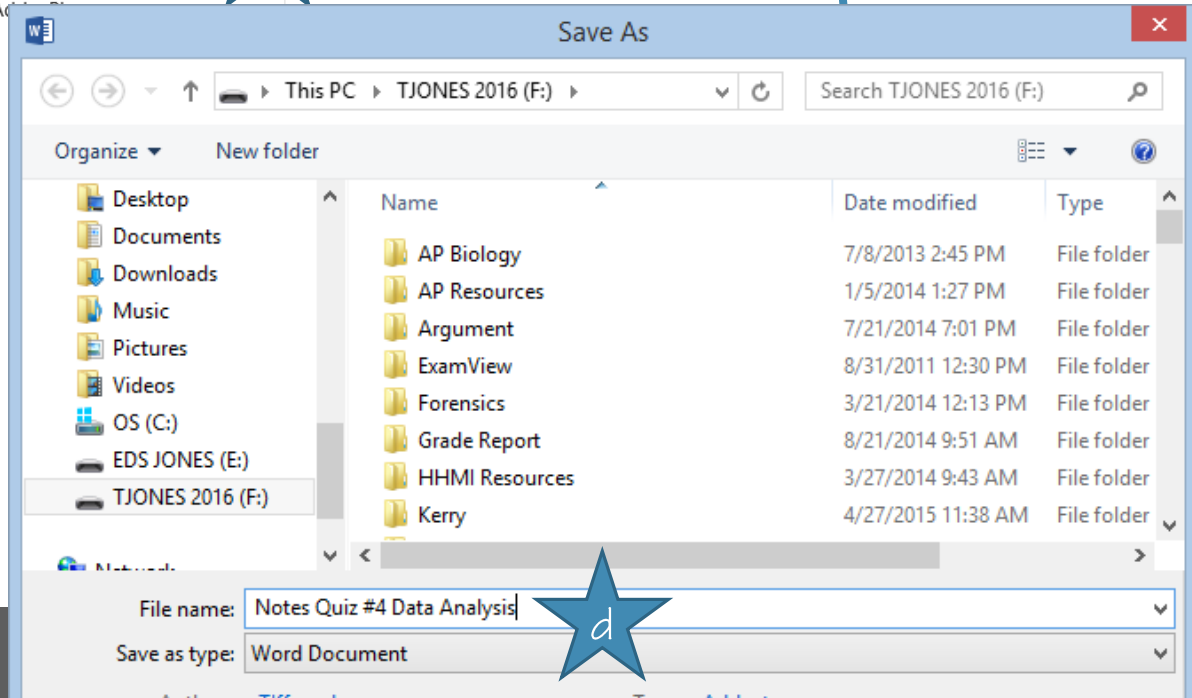 Save As
This PC TJONES 2016 (F:)
Search TJONES 2016 (F:)
Organize New folder
Desktop
Documents
Downloads
Music
Pictures
Videos
OS (C:)
EDS JONES (E:)
TJONES 2016 (F:)
Network
Name Date modified Type
AP Biology 7/8/2013 2:45 PM File folder
AP Resources 1/5/2014 1:27 PM File folder
Argument 7/21/2014 7:01 PM File folder
ExamView 8/31/2011 12:30 PM File folder
Forensics 3/21/2014 12:13 PM File folder
Grade Report 8/21/2014 9:51 AM File folder
HHMI Resources 3/27/2014 9:43 AM File folder
Kerry 4/27/2015 11:38 AM File folder
File name: Notes Quiz #4 Data Analysis
d
Save as type: Word Document